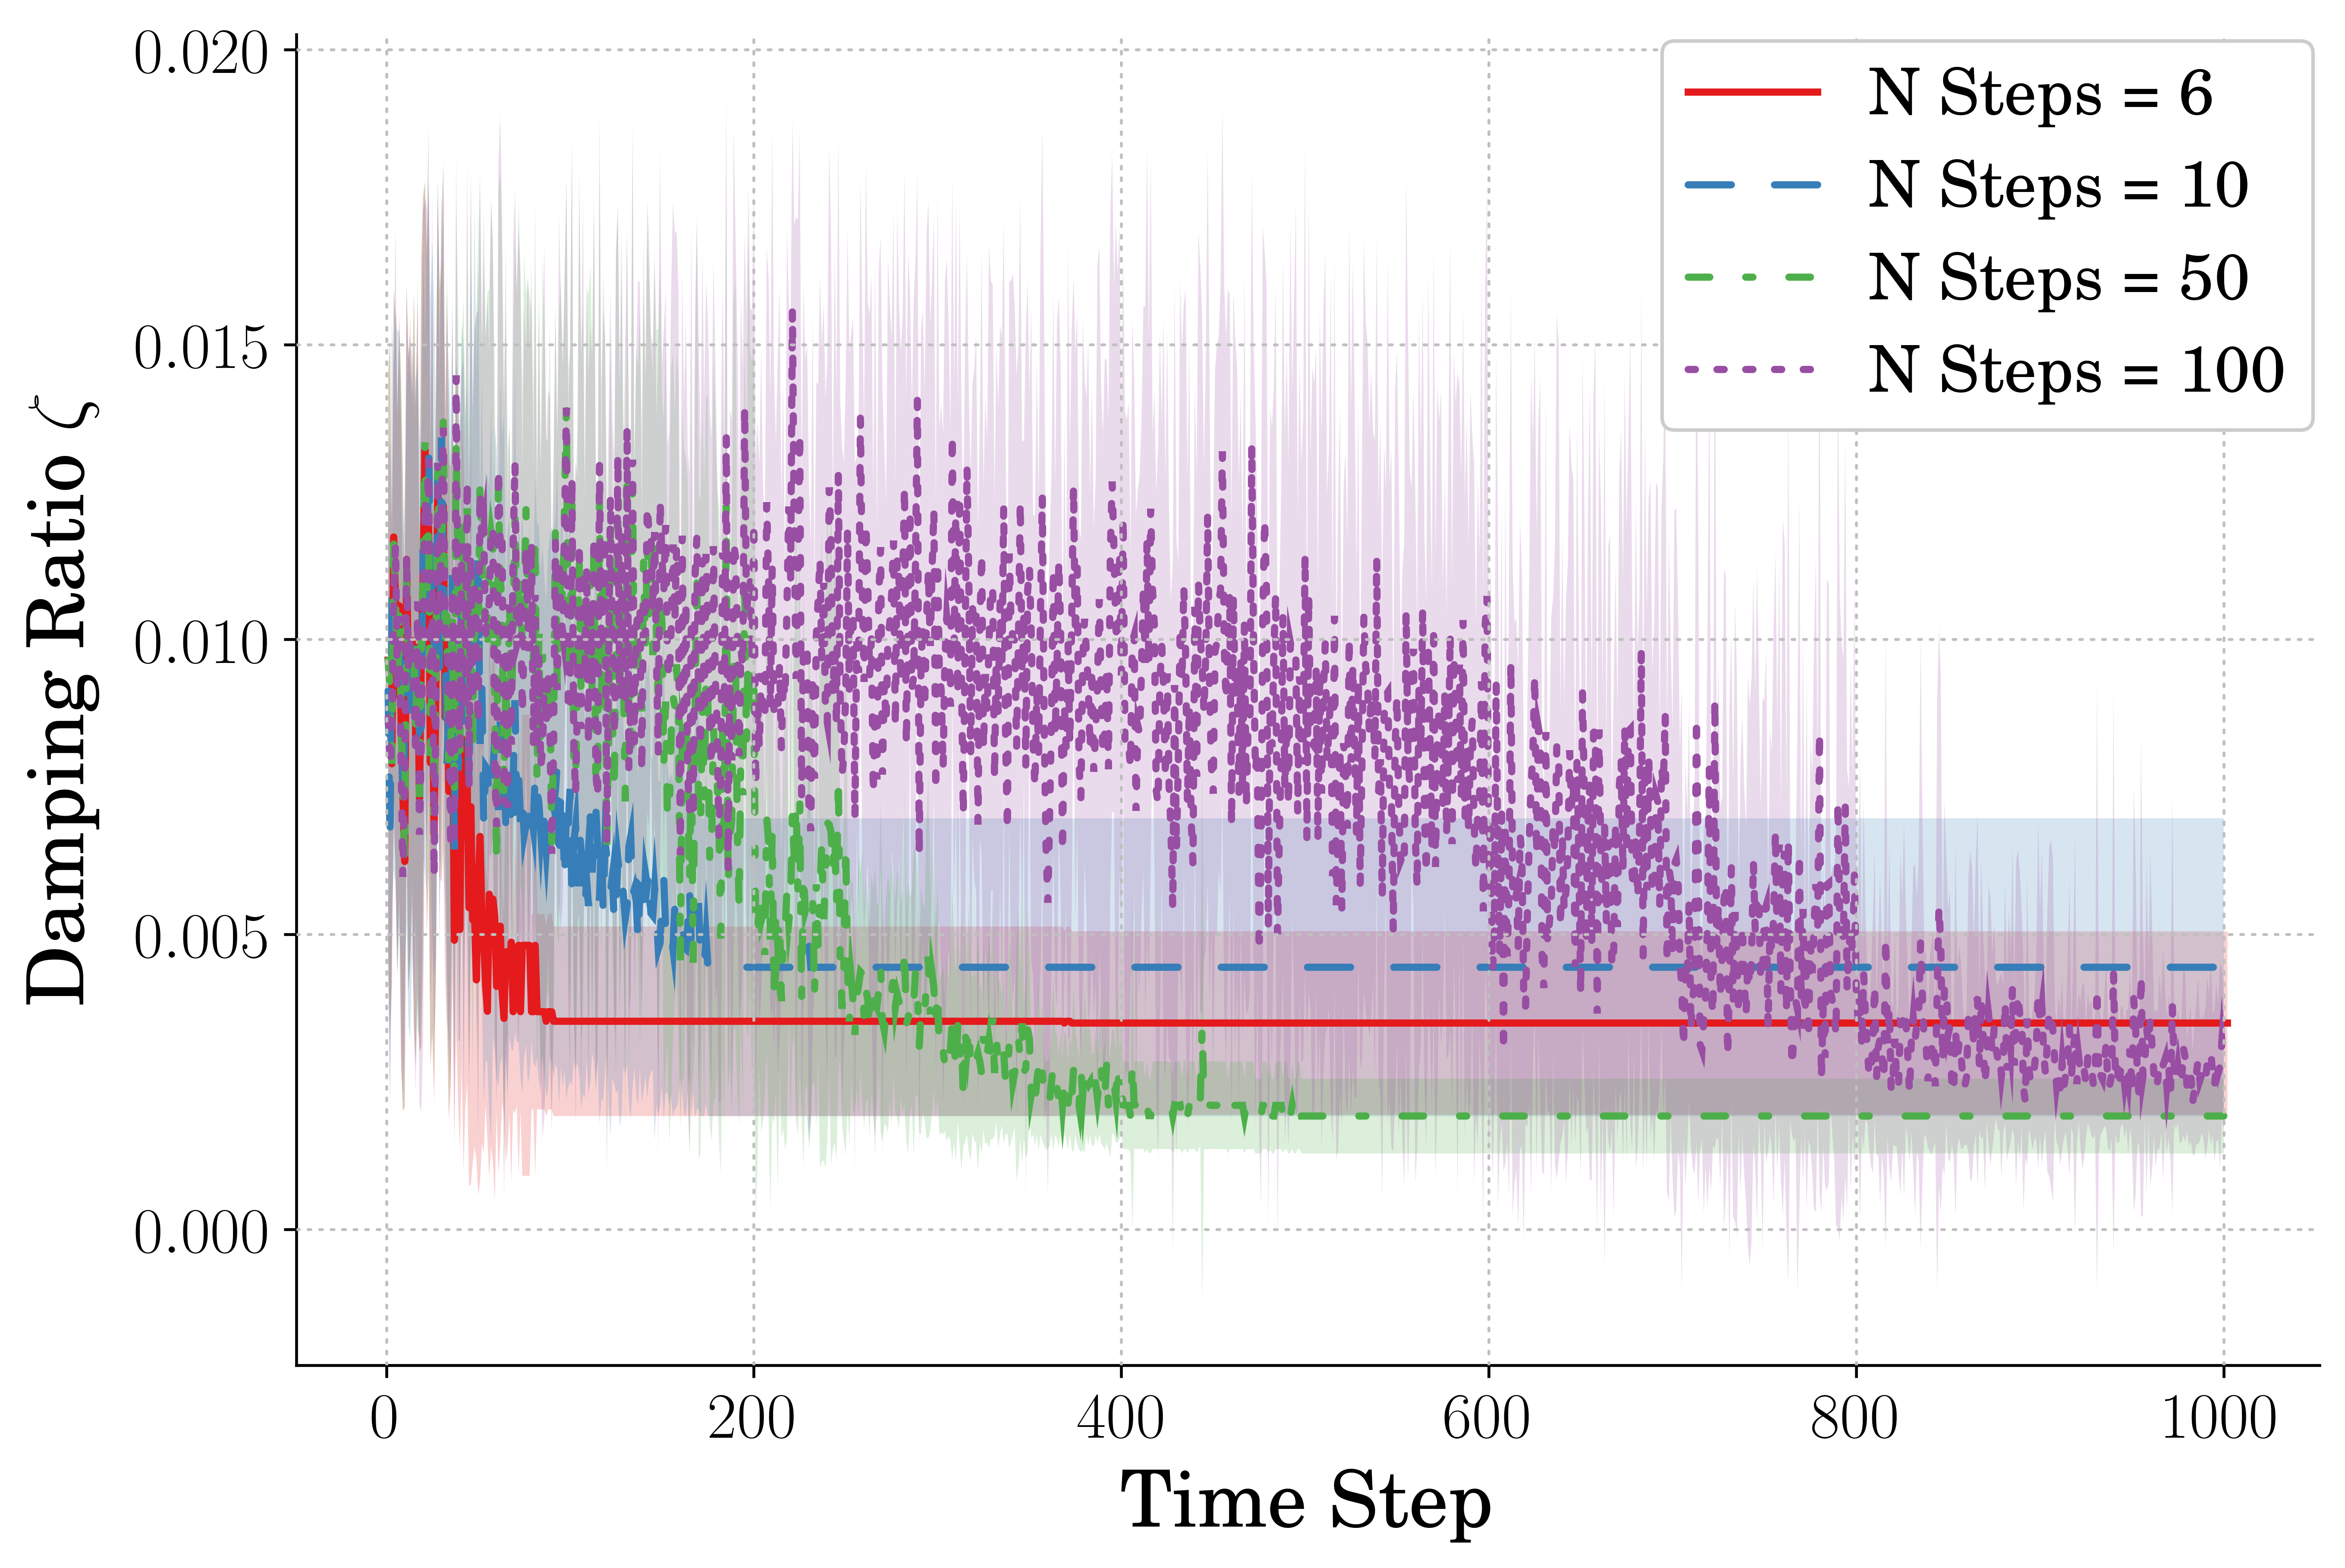 0.020
0.015
0.010
0.005
0.000
Damping Ratio ζ
0 200 400 600 800 1000
Time Step
N Steps = 6
N Steps = 10
N Steps = 50
N Steps = 100